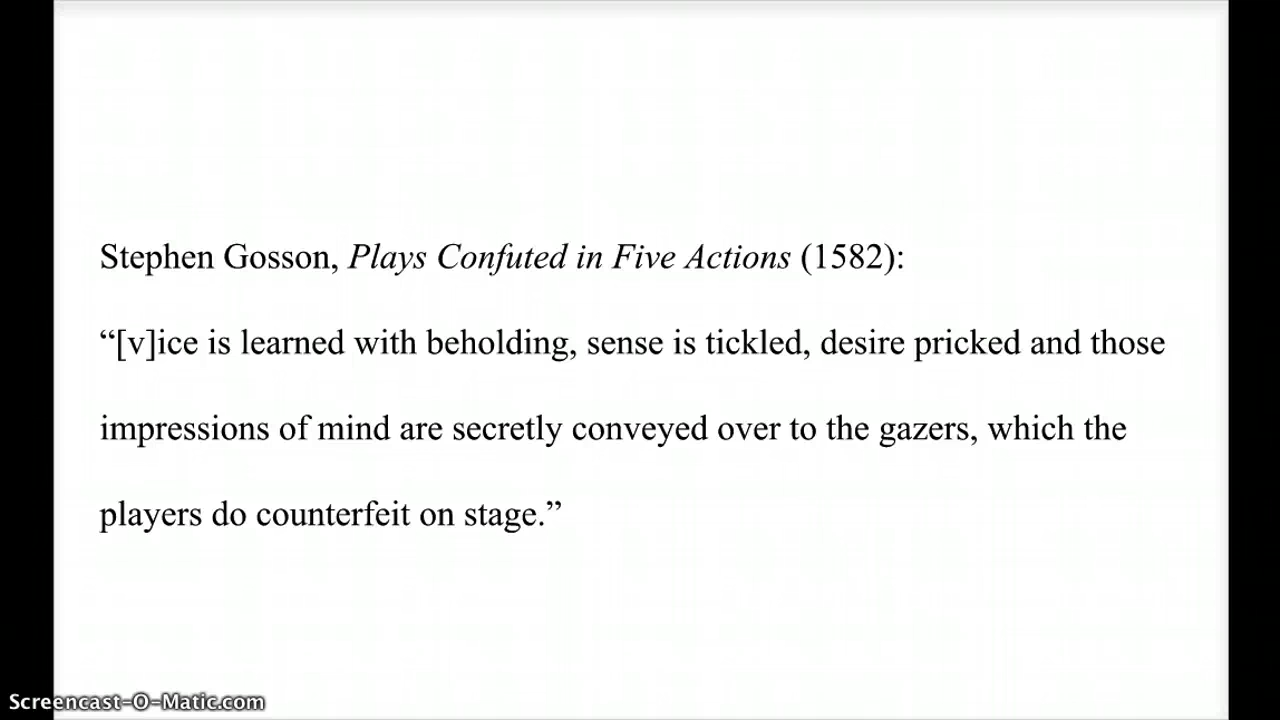 Stephen Gosson, Plays Confuted in Five Actions (1582):
“[v]ice is learned with beholding, sense is tickled, desire pricked and those
impressions of mind are secretly conveyed over to the gazers, which the
players do counterfeit on stage.”
Screencast-O-Matic.com